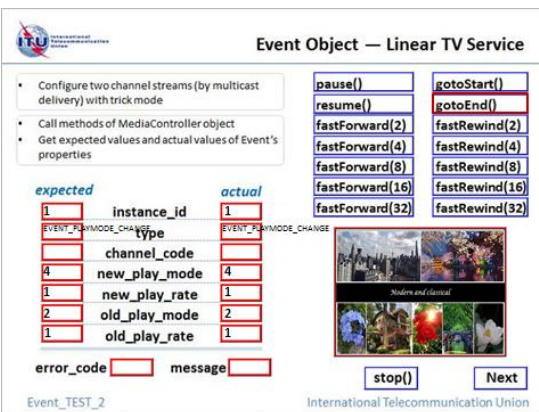 ITU International
Telecommunication
Union
Event Object — Linear TV Service
• Configure two channel streams (by multicast
delivery) with trick mode
• Call methods of MediaController object
• Get expected values and actual values of Event's
properties
pause() gotoStart()
resume() gotoEnd()
fastForward(2) fastRewind(2)
fastForward(4) fastRewind(4)
fastForward(8) fastRewind(8)
fastForward(16) fastRewind(16)
fastForward(32) fastRewind(32)
expected actual
1 instance_id 1
EVENT_PLAYMODE_CHANGE type EVENT_PLAYMODE_CHANGE
channel_code
4 new_play_mode 4
1 new_play_rate 1
2 old_play_mode 2
1 old_play_rate 1
error_code message
Modern and classical
stop() Next
Event_TEST_2 International Telecommunication Union